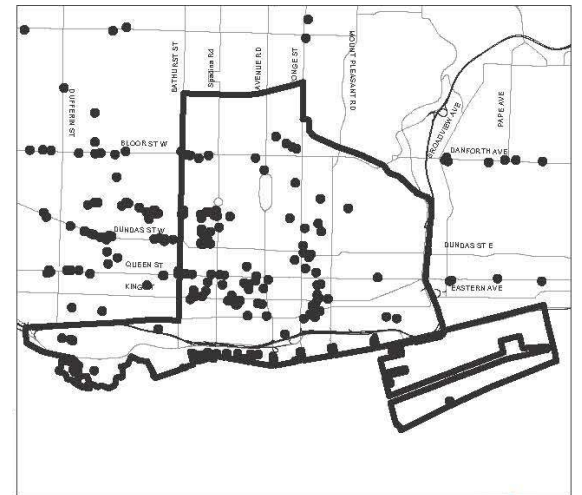 BATHURST ST
Spadina Rd
AVENUE RD
ONGE ST
MOUNT PLEASANT RD
DUFFERIN ST
BROADVIEW AVE
PAPE AVE
BLOOR ST W
DANFORTH AVE
DUNDAS ST W
DUNDAS ST E
QUEEN ST
KING
EASTERN AVE